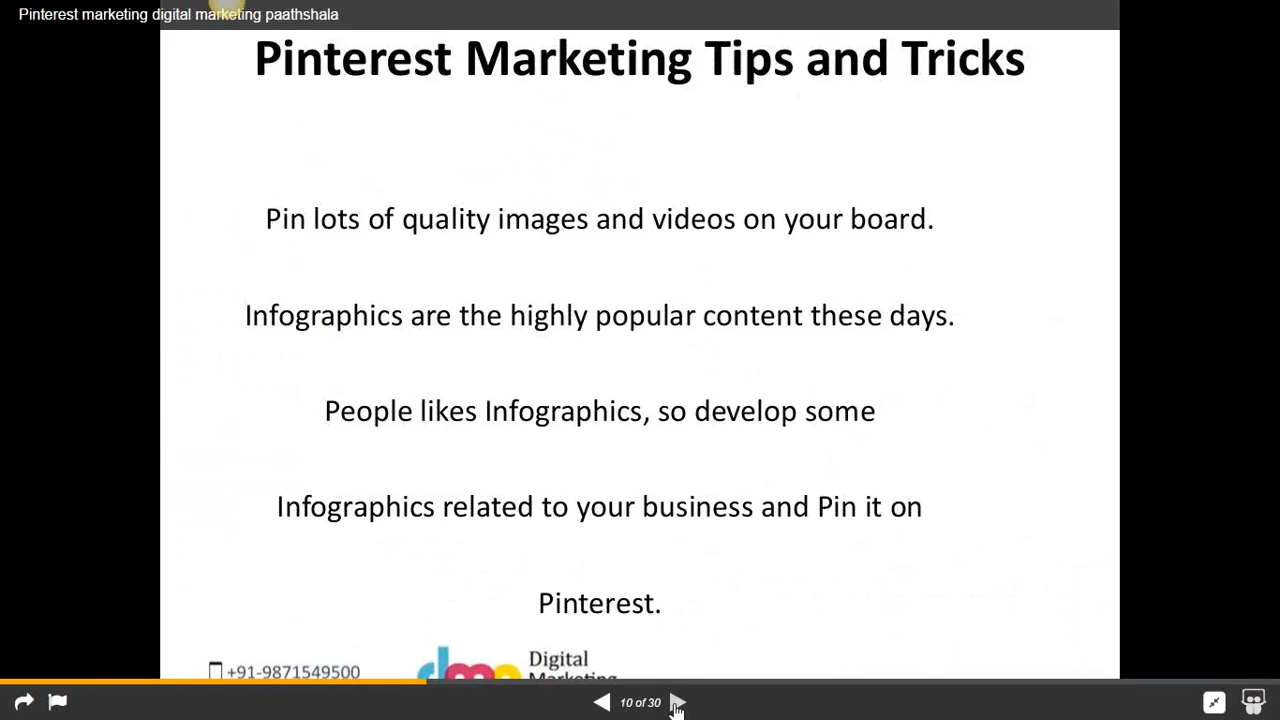 Pinterest marketing digital marketing paathshala
Pinterest Marketing Tips and Tricks
Pin lots of quality images and videos on your board.
Infographics are the highly popular content these days.
People likes Infographics, so develop some
Infographics related to your business and Pin it on
Pinterest.
+91-9871549500
Digital
Marketing
10 of 30